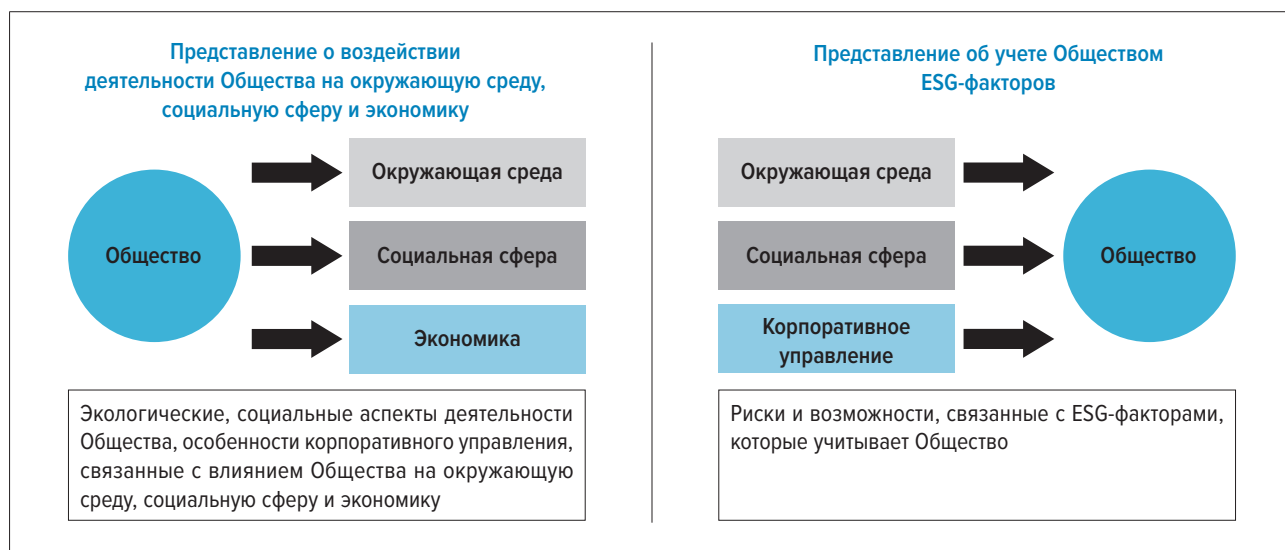 Представление о воздействии
деятельности Общества на окружающую среду,
социальную сферу и экономику
Общество
Окружающая среда
Социальная сфера
Экономика
Экологические, социальные аспекты деятельности
Общества, особенности корпоративного управления,
связанные с влиянием Общества на окружающую
среду, социальную сферу и экономику
Представление об учете Обществом
ESG-факторов
Окружающая среда
Социальная сфера
Корпоративное
управление
Общество
Риски и возможности, связанные с ESG-факторами,
которые учитывает Общество